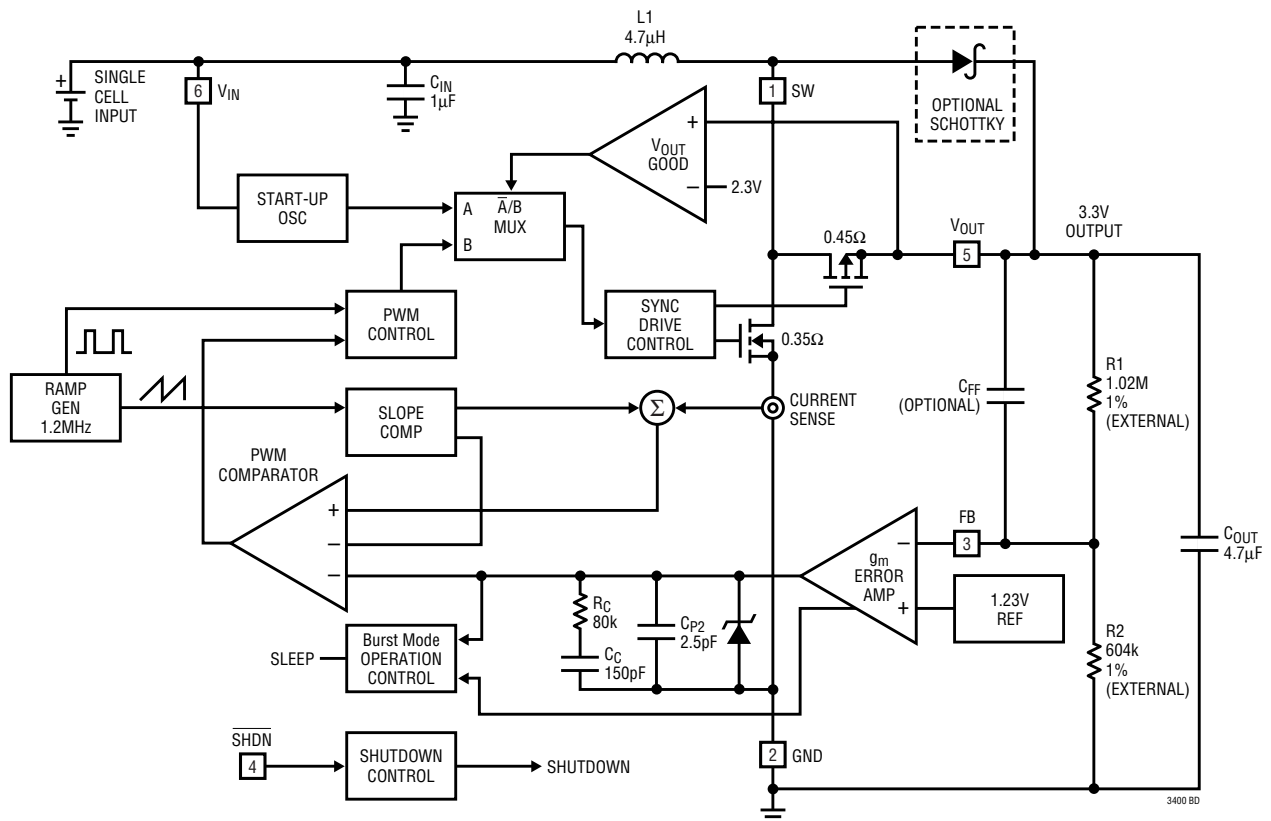 L1
4.7µH
+
SINGLE
CELL
INPUT
6
VIN
CIN
1µF
1
SW
OPTIONAL
SCHOTTKY
+
VOUT
GOOD
–
2.3V
START-UP
OSC
A
B
A̅/B
MUX
0.45Ω
VOUT
5
3.3V
OUTPUT
PWM
CONTROL
SYNC
DRIVE
CONTROL
0.35Ω
RAMP
GEN
1.2MHz
SLOPE
COMP
Σ
CURRENT
SENSE
CFF
(OPTIONAL)
R1
1.02M
1%
(EXTERNAL)
PWM
COMPARATOR
+
–
–
FB
3
–
gm
ERROR
AMP
+
1.23V
REF
COUT
4.7µF
RC
80k
CC
150pF
CP2
2.5pF
R2
604k
1%
(EXTERNAL)
SLEEP
Burst Mode
OPERATION
CONTROL
S̅H̅D̅N̅
4
SHUTDOWN
CONTROL
SHUTDOWN
2
GND
3400 BD